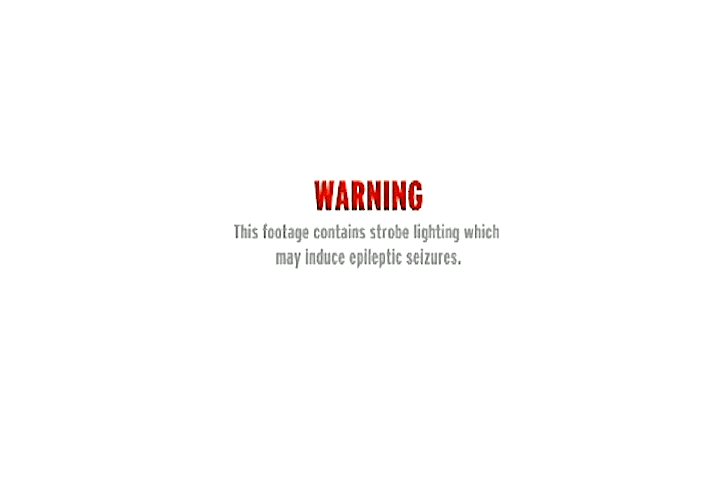 WARNING
This footage contains strobe lighting which
may induce epileptic seizures.